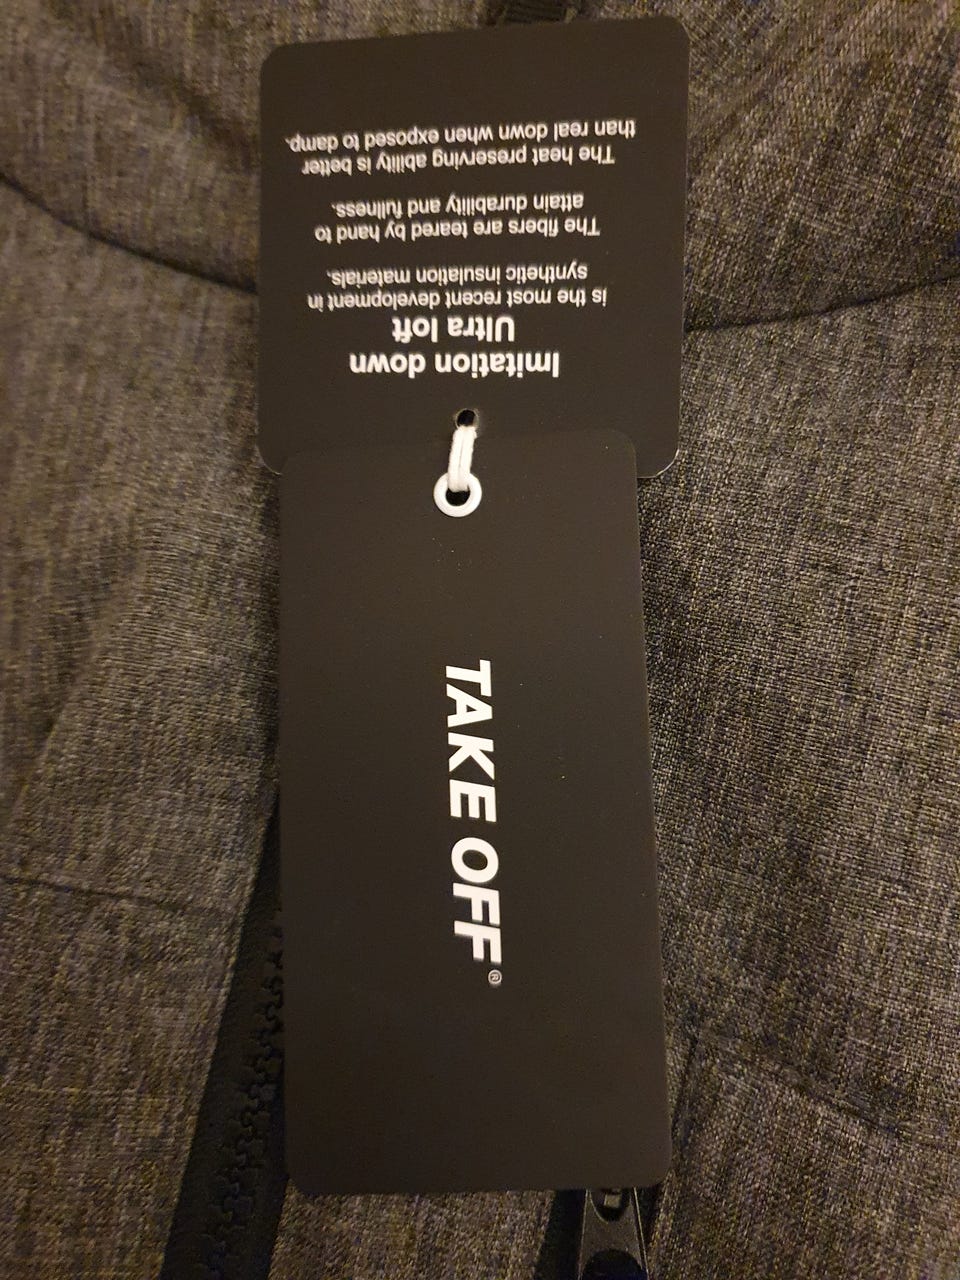 Imitation down
Ultra loft
is the most recent development in
synthetic insulation materials.
The fibers are teared by hand to
attain durability and fullness.
The heat preserving ability is better
than real down when exposed to damp.
TAKE OFF®